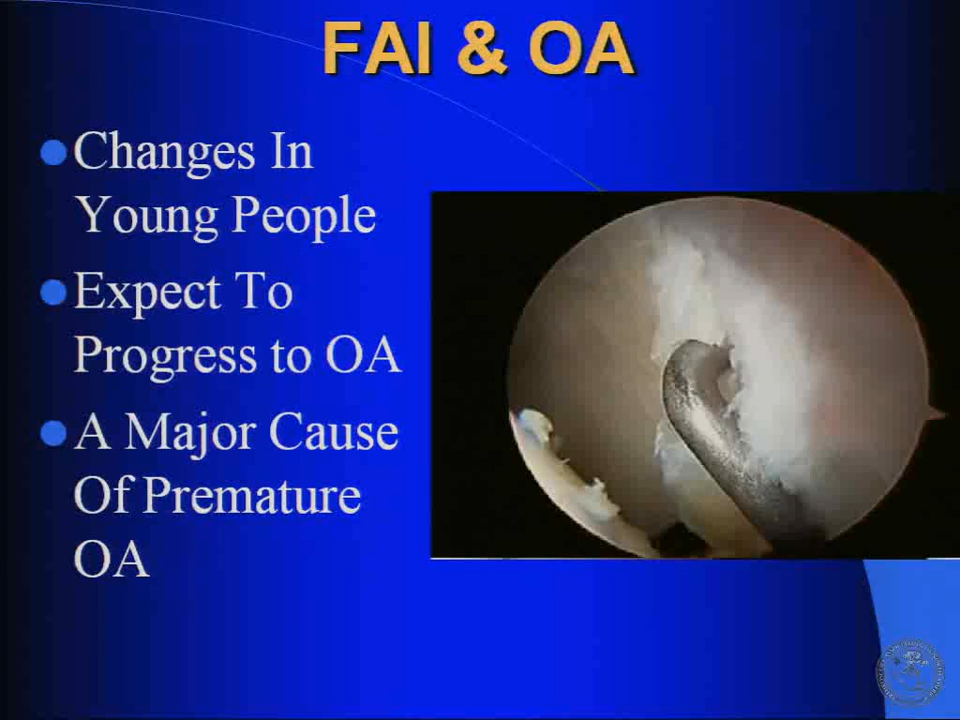 FAI & OA
Changes In
Young People
Expect To
Progress to OA
A Major Cause
Of Premature
OA